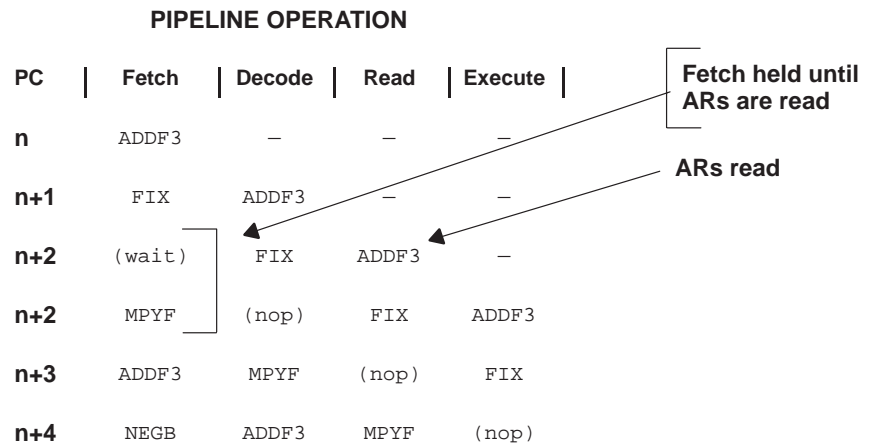 PIPELINE OPERATION
PC | Fetch | Decode | Read | Execute |
Fetch held until
ARs are read
n ADDF3 — — —
ARs read
n+1 FIX ADDF3 — —
n+2 (wait) FIX ADDF3 —
n+2 MPYF (nop) FIX ADDF3
n+3 ADDF3 MPYF (nop) FIX
n+4 NEGB ADDF3 MPYF (nop)